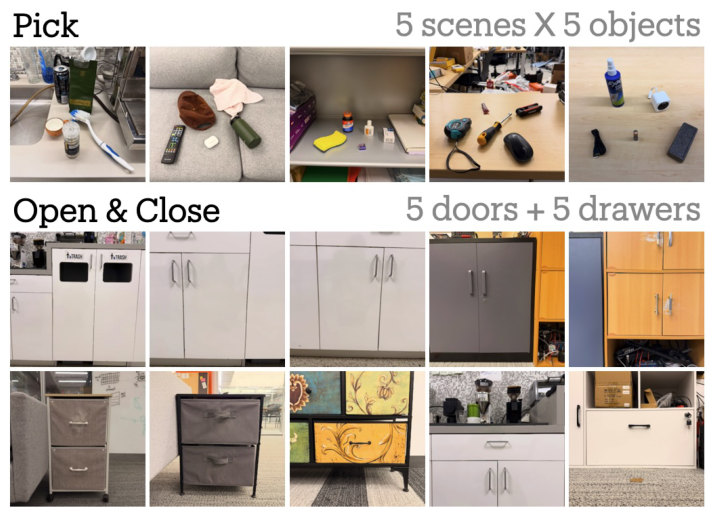 Pick
5 scenes X 5 objects
Open & Close
5 doors + 5 drawers
TRASH
TRASH